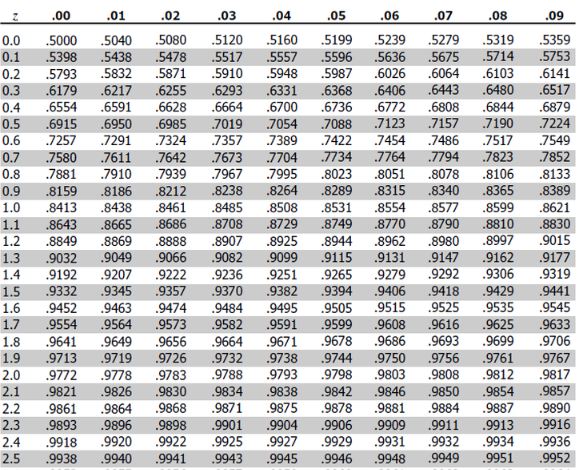 z .00 .01 .02 .03 .04 .05 .06 .07 .08 .09
0.0 .5000 .5040 .5080 .5120 .5160 .5199 .5239 .5279 .5319 .5359
0.1 .5398 .5438 .5478 .5517 .5557 .5596 .5636 .5675 .5714 .5753
0.2 .5793 .5832 .5871 .5910 .5948 .5987 .6026 .6064 .6103 .6141
0.3 .6179 .6217 .6255 .6293 .6331 .6368 .6406 .6443 .6480 .6517
0.4 .6554 .6591 .6628 .6664 .6700 .6736 .6772 .6808 .6844 .6879
0.5 .6915 .6950 .6985 .7019 .7054 .7088 .7123 .7157 .7190 .7224
0.6 .7257 .7291 .7324 .7357 .7389 .7422 .7454 .7486 .7517 .7549
0.7 .7580 .7611 .7642 .7673 .7704 .7734 .7764 .7794 .7823 .7852
0.8 .7881 .7910 .7939 .7967 .7995 .8023 .8051 .8078 .8106 .8133
0.9 .8159 .8186 .8212 .8238 .8264 .8289 .8315 .8340 .8365 .8389
1.0 .8413 .8438 .8461 .8485 .8508 .8531 .8554 .8577 .8599 .8621
1.1 .8643 .8665 .8686 .8708 .8729 .8749 .8770 .8790 .8810 .8830
1.2 .8849 .8869 .8888 .8907 .8925 .8944 .8962 .8980 .8997 .9015
1.3 .9032 .9049 .9066 .9082 .9099 .9115 .9131 .9147 .9162 .9177
1.4 .9192 .9207 .9222 .9236 .9251 .9265 .9279 .9292 .9306 .9319
1.5 .9332 .9345 .9357 .9370 .9382 .9394 .9406 .9418 .9429 .9441
1.6 .9452 .9463 .9474 .9484 .9495 .9505 .9515 .9525 .9535 .9545
1.7 .9554 .9564 .9573 .9582 .9591 .9599 .9608 .9616 .9625 .9633
1.8 .9641 .9649 .9656 .9664 .9671 .9678 .9686 .9693 .9699 .9706
1.9 .9713 .9719 .9726 .9732 .9738 .9744 .9750 .9756 .9761 .9767
2.0 .9772 .9778 .9783 .9788 .9793 .9798 .9803 .9808 .9812 .9817
2.1 .9821 .9826 .9830 .9834 .9838 .9842 .9846 .9850 .9854 .9857
2.2 .9861 .9864 .9868 .9871 .9875 .9878 .9881 .9884 .9887 .9890
2.3 .9893 .9896 .9898 .9901 .9904 .9906 .9909 .9911 .9913 .9916
2.4 .9918 .9920 .9922 .9925 .9927 .9929 .9931 .9932 .9934 .9936
2.5 .9938 .9940 .9941 .9943 .9945 .9946 .9948 .9949 .9951 .9952